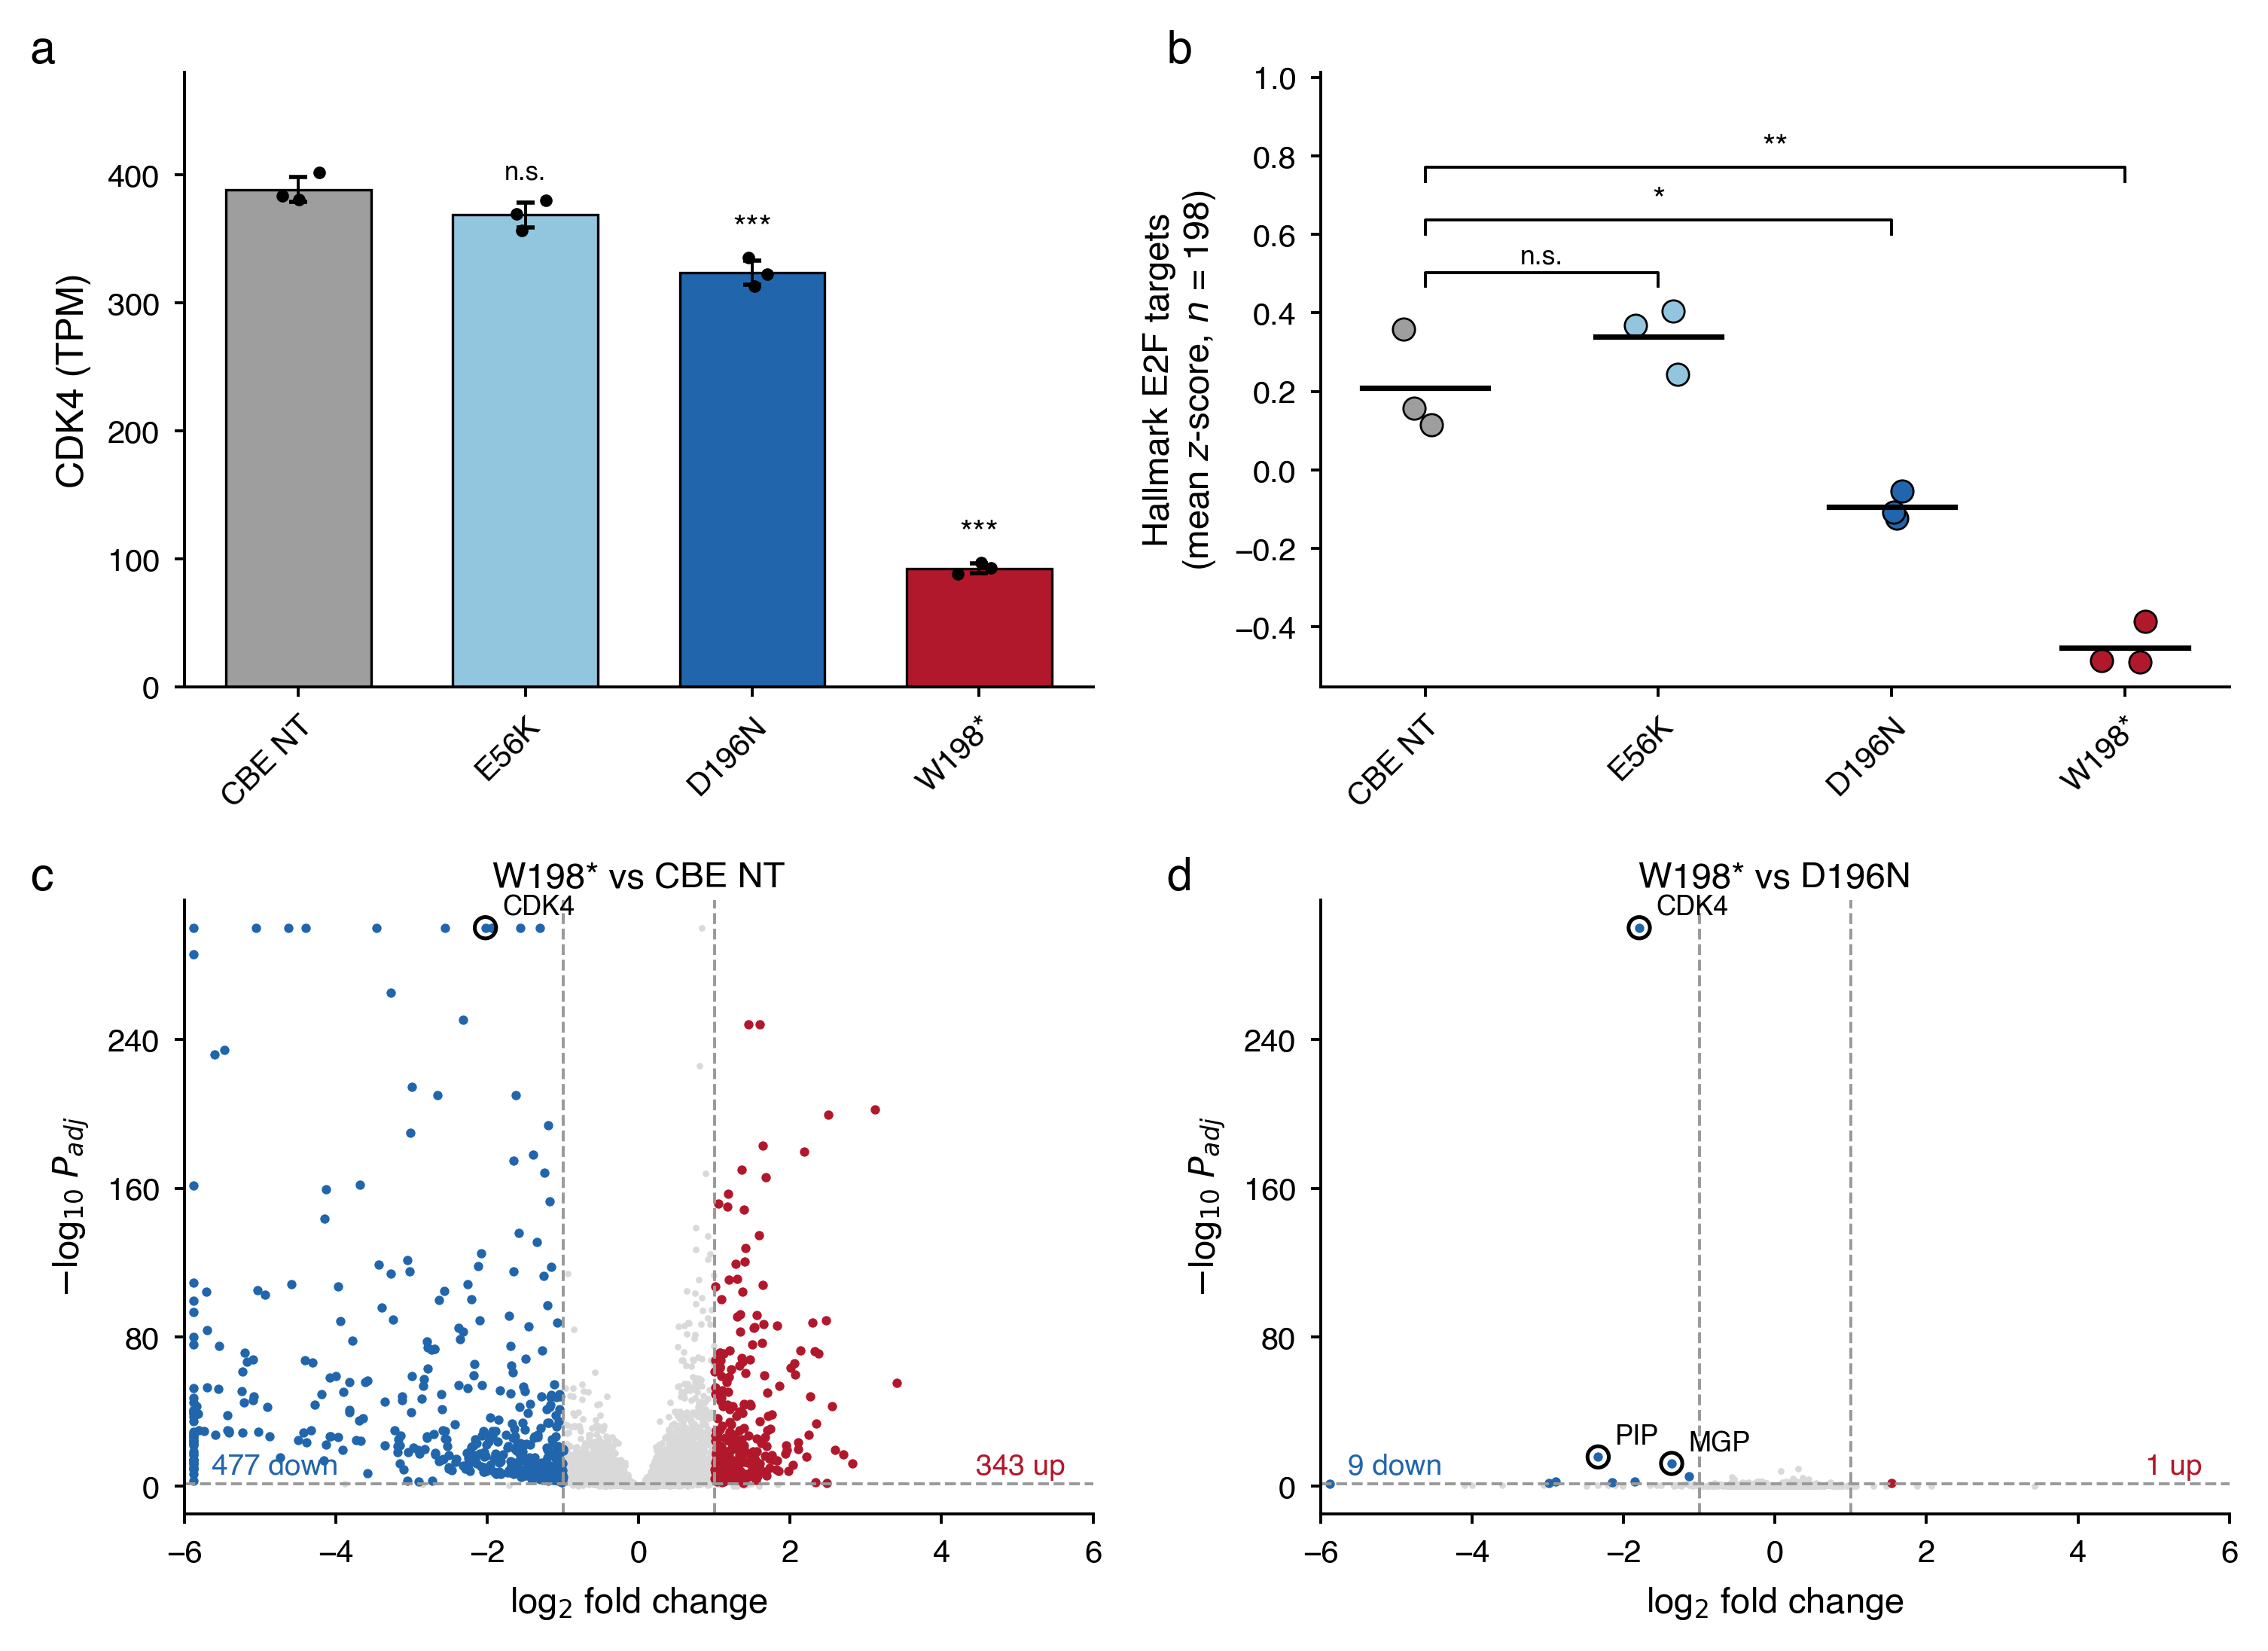 a
CDK4 (TPM)
400
300
200
100
0
n.s.
***
***
CBE NT
E56K
D196N
W198*
b
Hallmark E2F targets
(mean z-score, n = 198)
1.0
0.8
0.6
0.4
0.2
0.0
−0.2
−0.4
**
*
n.s.
CBE NT
E56K
D196N
W198*
c
W198* vs CBE NT
CDK4
−log10 Padj
240
160
80
0
477 down
343 up
−6
−4
−2
0
2
4
6
log2 fold change
d
W198* vs D196N
CDK4
−log10 Padj
240
160
80
0
PIP
MGP
9 down
1 up
−6
−4
−2
0
2
4
6
log2 fold change